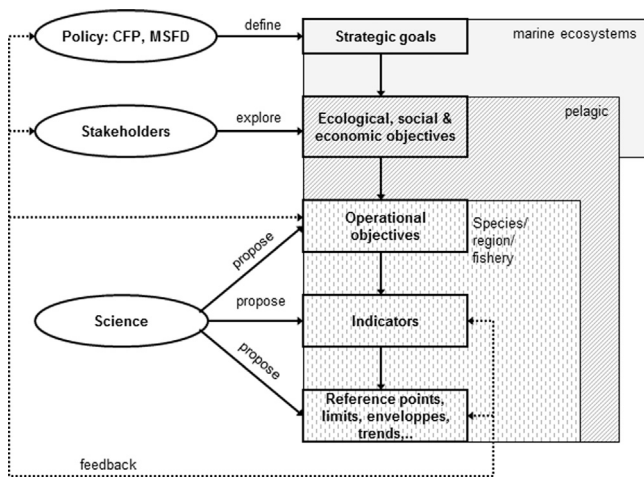 Policy: CFP, MSFD
define
Strategic goals
marine ecosystems
Stakeholders
explore
Ecological, social &
economic objectives
pelagic
Operational
objectives
Species/
region/
fishery
propose
Science
propose
Indicators
propose
Reference points,
limits, enveloppes,
trends,..
feedback